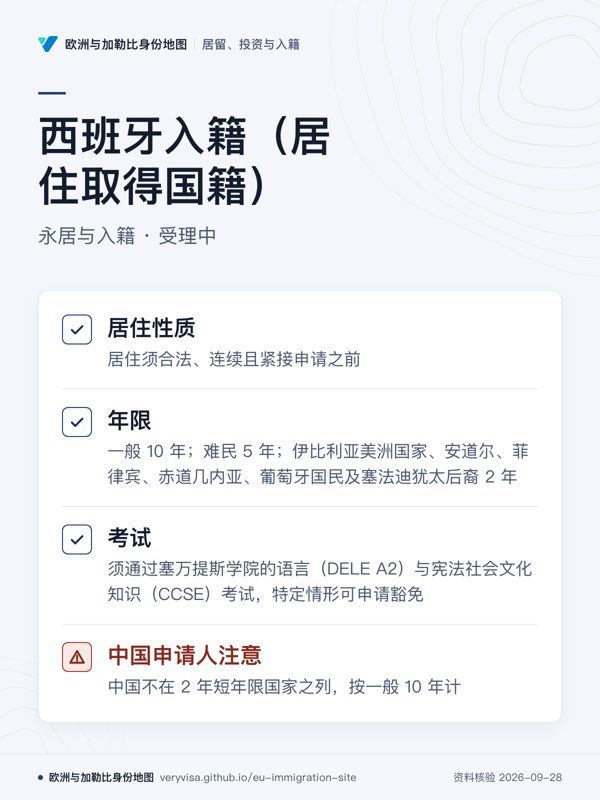 欧洲与加勒比身份地图 居留、投资与入籍
西班牙入籍（居
住取得国籍）
永居与入籍 · 受理中
居住性质
居住须合法、连续且紧接申请之前
年限
一般 10 年；难民 5 年；伊比利亚美洲国家、安道尔、菲
律宾、赤道几内亚、葡萄牙国民及塞法迪犹太后裔 2 年
考试
须通过塞万提斯学院的语言（DELE A2）与宪法社会文化
知识（CCSE）考试，特定情形可申请豁免
中国申请人注意
中国不在 2 年短年限国家之列，按一般 10 年计
欧洲与加勒比身份地图 veryvisa.github.io/eu-immigration-site 资料核验 2026-09-28